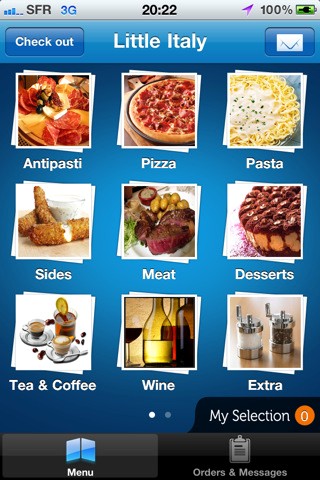 SFR 3G 20:22 100%
Check out Little Italy
Antipasti Pizza Pasta
Sides Meat Desserts
Tea & Coffee Wine Extra
My Selection 0
Menu Orders & Messages